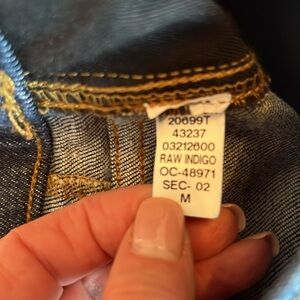 20699T
43237
03212600
RAW INDIGO
OC-48971
SEC- 02
M